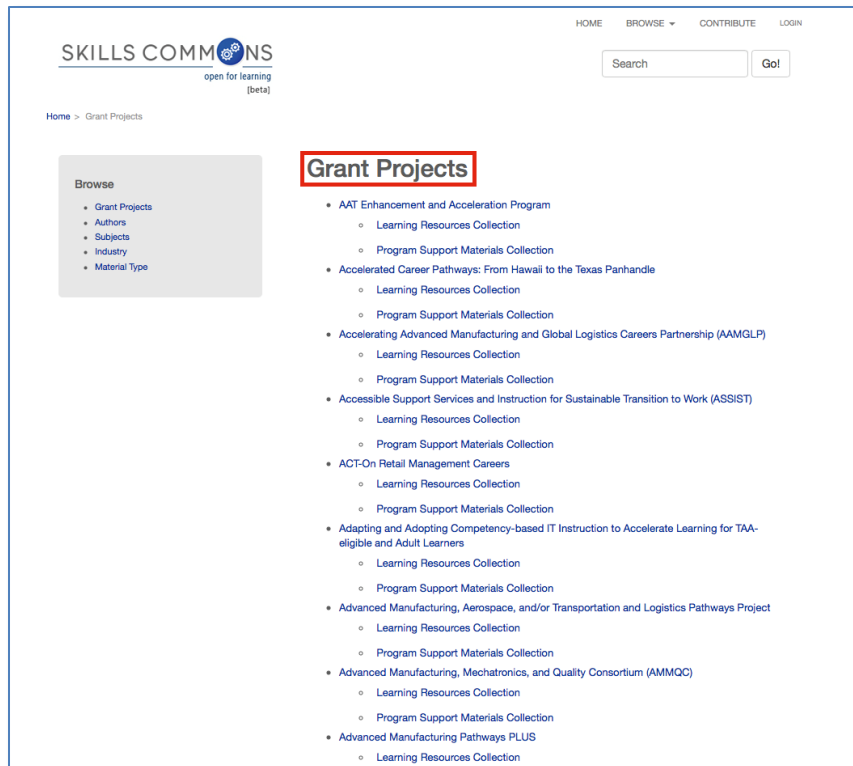 HOME BROWSE CONTRIBUTE LOGIN
SKILLS COMMONS
open for learning
[beta]
Search Go!
Home > Grant Projects
Browse
Grant Projects
Authors
Subjects
Industry
Material Type
Grant Projects
AAT Enhancement and Acceleration Program
Learning Resources Collection
Program Support Materials Collection
Accelerated Career Pathways: From Hawaii to the Texas Panhandle
Learning Resources Collection
Program Support Materials Collection
Accelerating Advanced Manufacturing and Global Logistics Careers Partnership (AAMGLP)
Learning Resources Collection
Program Support Materials Collection
Accessible Support Services and Instruction for Sustainable Transition to Work (ASSIST)
Learning Resources Collection
Program Support Materials Collection
ACT-On Retail Management Careers
Learning Resources Collection
Program Support Materials Collection
Adapting and Adopting Competency-based IT Instruction to Accelerate Learning for TAA-
eligible and Adult Learners
Learning Resources Collection
Program Support Materials Collection
Advanced Manufacturing, Aerospace, and/or Transportation and Logistics Pathways Project
Learning Resources Collection
Program Support Materials Collection
Advanced Manufacturing, Mechatronics, and Quality Consortium (AMMQC)
Learning Resources Collection
Program Support Materials Collection
Advanced Manufacturing Pathways PLUS
Learning Resources Collection